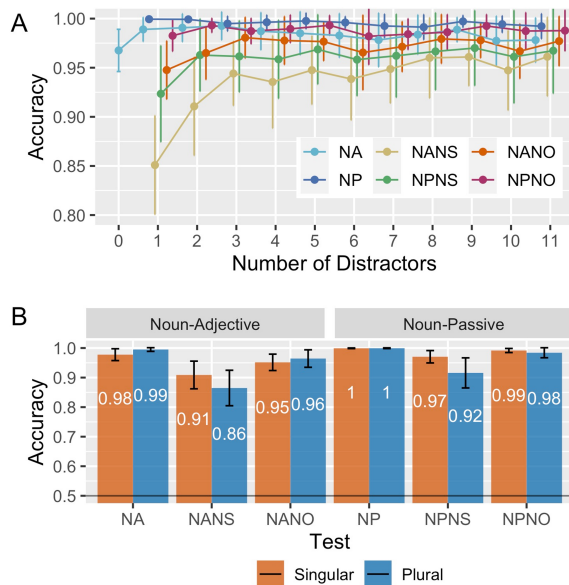 A
1.00
0.95
0.90
0.85
0.80
Accuracy
NA NANS NANO
NP NPNS NPNO
0 1 2 3 4 5 6 7 8 9 10 11
Number of Distractors
B
Noun-Adjective Noun-Passive
1.0
0.9
0.8
0.7
0.6
0.5
Accuracy
0.98 0.99 0.91 0.86 0.95 0.96 1 1 0.97 0.92 0.99 0.98
NA NANS NANO NP NPNS NPNO
Test
Singular Plural